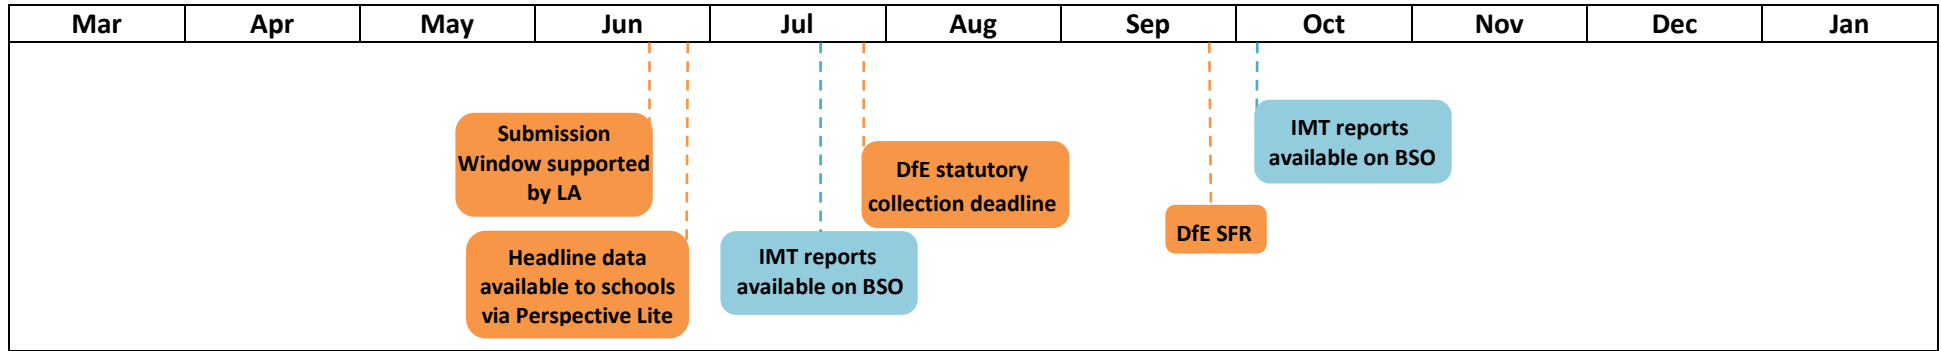 Mar Apr May Jun Jul Aug Sep Oct Nov Dec Jan
Submission
Window supported
by LA
Headline data
available to schools
via Perspective Lite
IMT reports
available on BSO
DfE statutory
collection deadline
DfE SFR
IMT reports
available on BSO